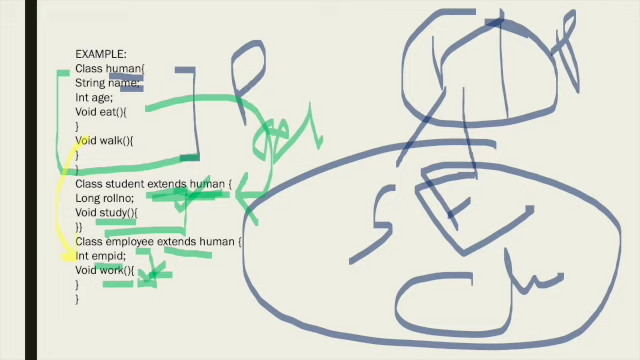 EXAMPLE:
Class human{
String name;
Int age;
Void eat(){
}
Void walk(){
}
}
Class student extends human {
Long rollno;
Void study(){
}}
Class employee extends human {
Int empid;
Void work(){
}
}
P
S
E
Ch